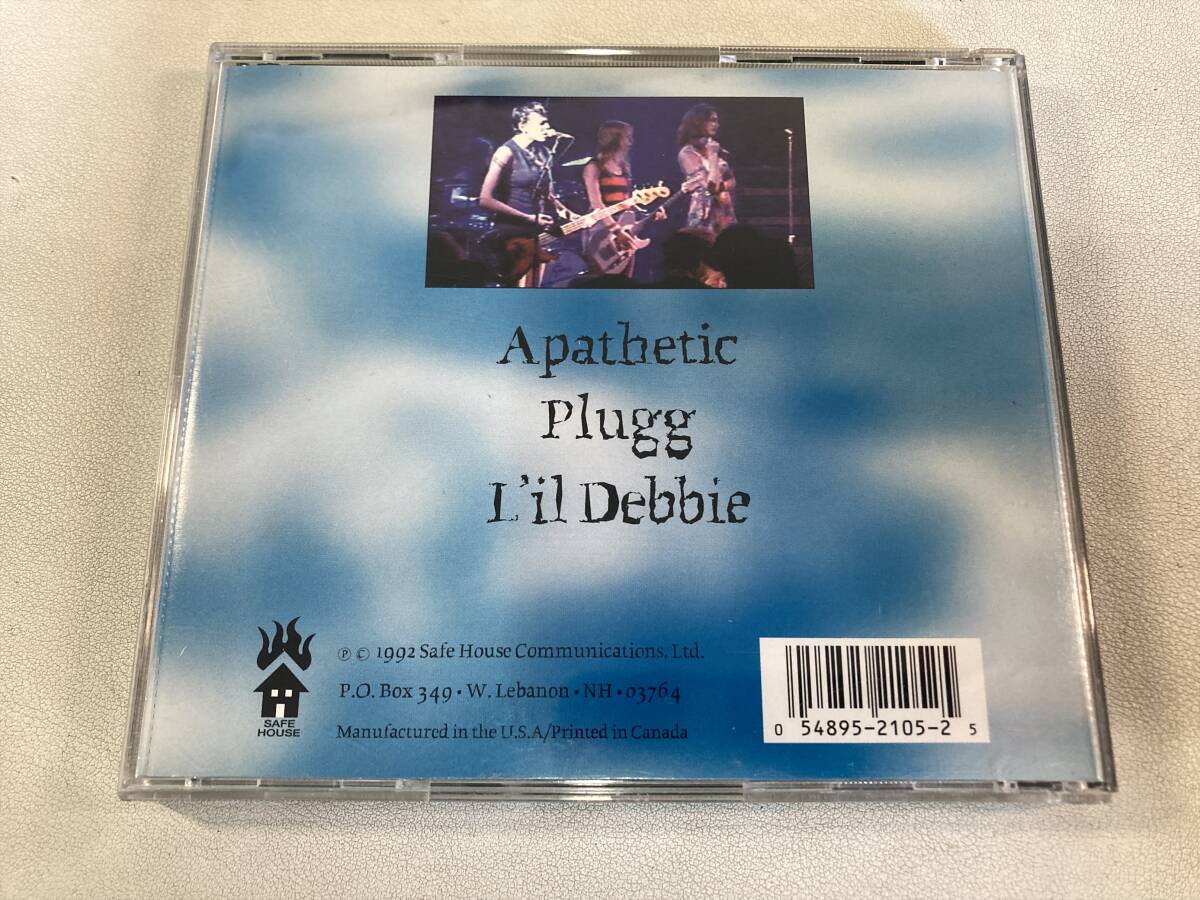 Apathetic
Plugg
L'il Debbie
SAFE
HOUSE
℗ © 1992 Safe House Communications, Ltd.
P.O. Box 349 • W. Lebanon • NH • 03764
Manufactured in the U.S.A/Printed in Canada
0 54895-2105-2 5